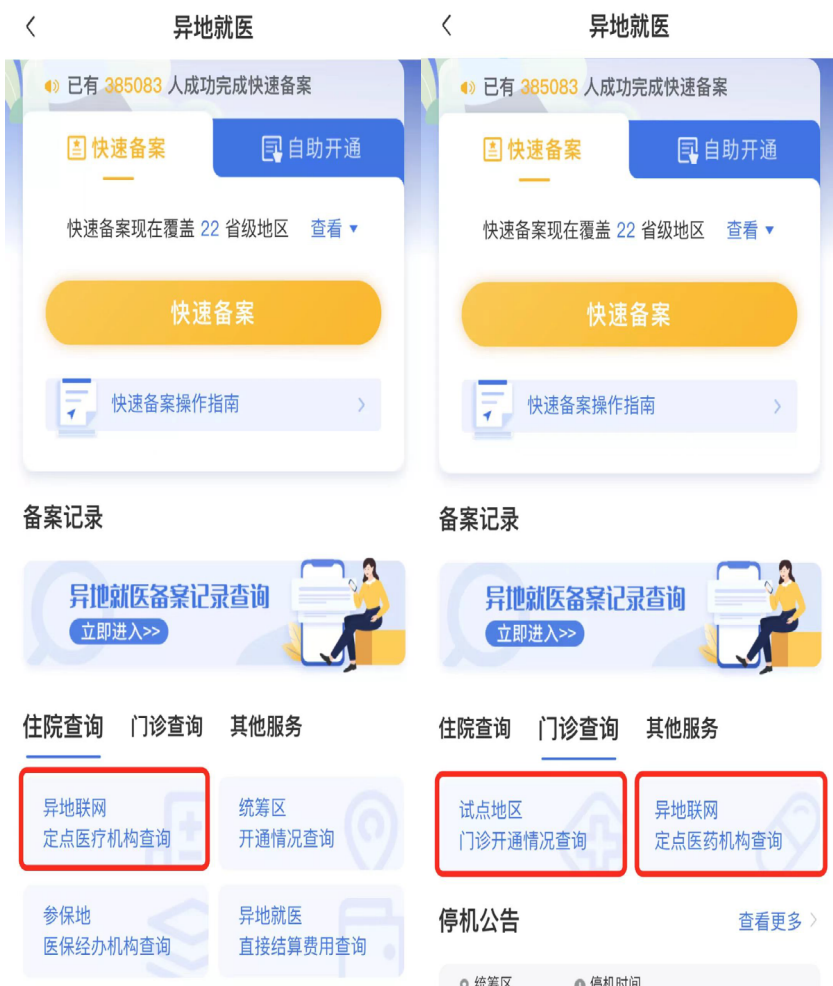 异地就医
已有 385083 人成功完成快速备案
快速备案
自助开通
快速备案现在覆盖 22 省级地区 查看
快速备案
快速备案操作指南
备案记录
异地就医备案记录查询
立即进入>>
住院查询 门诊查询 其他服务
异地联网
定点医疗机构查询
统筹区
开通情况查询
参保地
医保经办机构查询
异地就医
直接结算费用查询
异地就医
已有 385083 人成功完成快速备案
快速备案
自助开通
快速备案现在覆盖 22 省级地区 查看
快速备案
快速备案操作指南
备案记录
异地就医备案记录查询
立即进入>>
住院查询 门诊查询 其他服务
试点地区
门诊开通情况查询
异地联网
定点医药机构查询
停机公告 查看更多
统筹区 停机时间